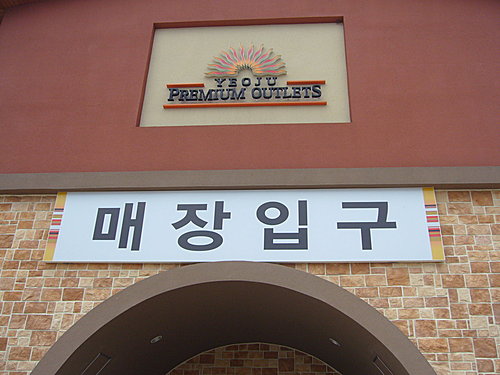 YEOJU
PREMIUM OUTLETS
매장입구